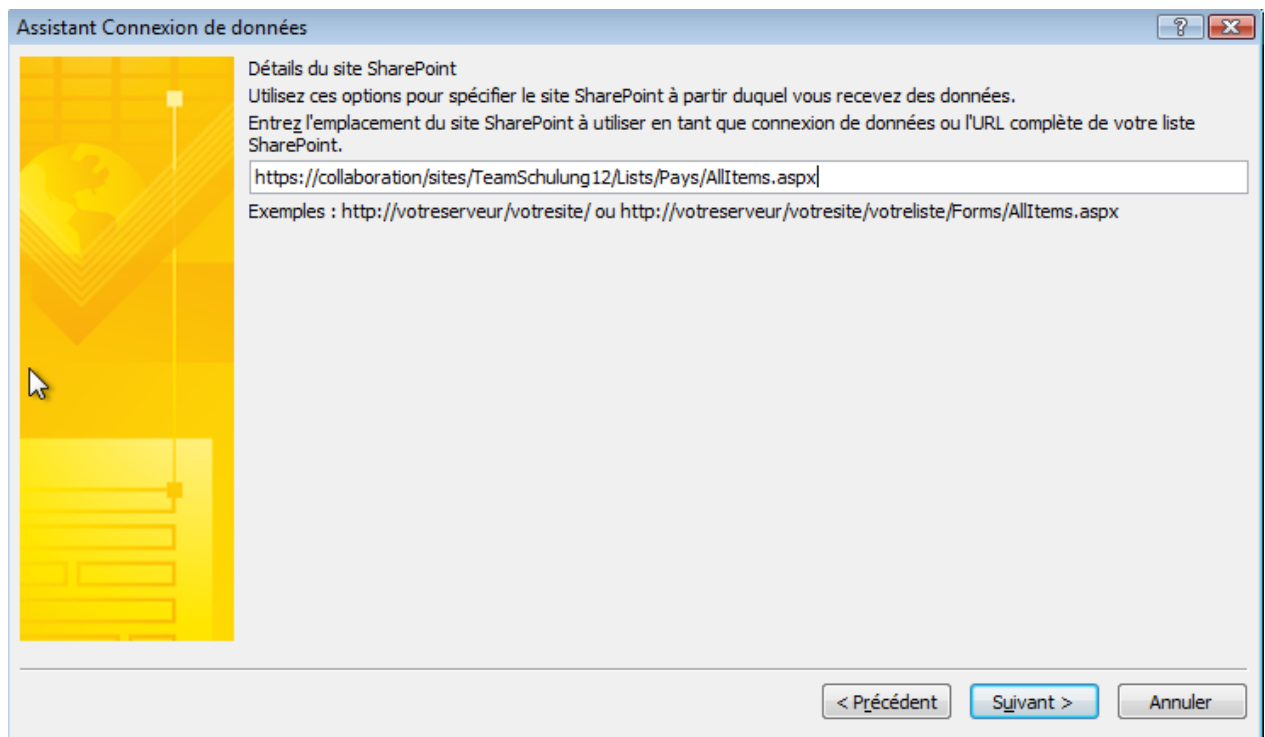 Assistant Connexion de données
Détails du site SharePoint
Utilisez ces options pour spécifier le site SharePoint à partir duquel vous recevez des données.
Entrez l'emplacement du site SharePoint à utiliser en tant que connexion de données ou l'URL complète de votre liste
SharePoint.
https://collaboration/sites/TeamSchulung12/Lists/Pays/AllItems.aspx
Exemples : http://votreserveur/votresite/ ou http://votreserveur/votresite/votreliste/Forms/AllItems.aspx
< Précédent Suivant > Annuler